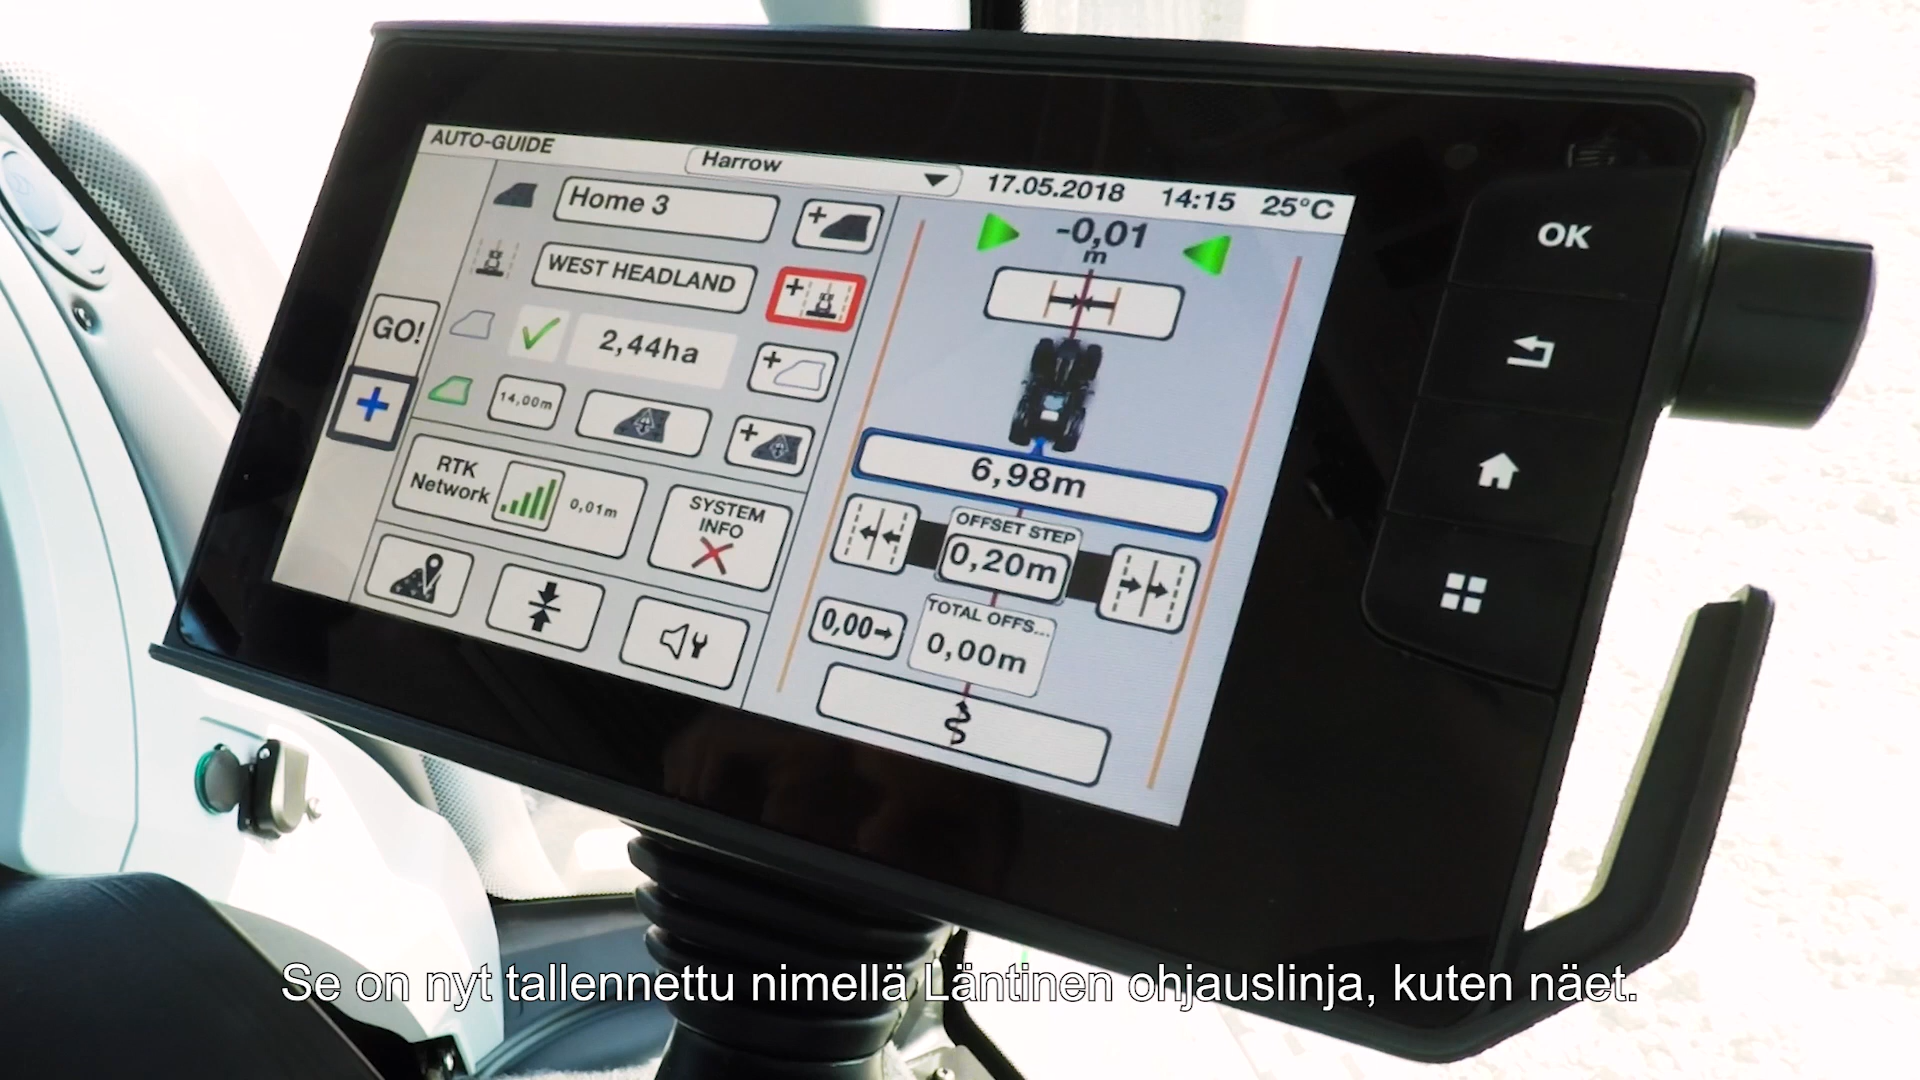 AUTO-GUIDE
Harrow
17.05.2018 14:15 25°C
Home 3
WEST HEADLAND
GO!
2,44ha
14,00m
RTK
Network
0,01m
SYSTEM
INFO
-0,01
m
6,98m
OFFSET STEP
0,20m
0,00
TOTAL OFFS...
0,00m
OK
Se on nyt tallennettu nimellä Läntinen ohjauslinja, kuten näet.